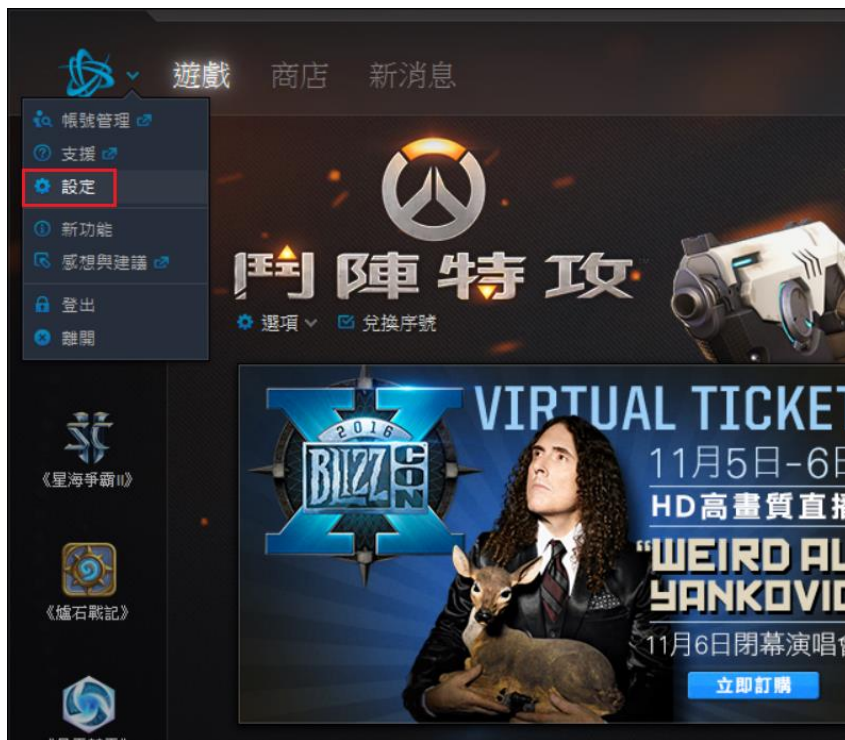 遊戲 商店 新消息
帳號管理
支援
設定
新功能
感想與建議
登出
離開
鬥陣特攻
選項
兌換序號
《星海爭霸II》
《爐石戰記》
2016
BLIZZCON
VIRTUAL TICKE
11月5日-6日
HD高畫質直播
"WEIRD AL
YANKOVIC
11月6日閉幕演唱會
立即訂購